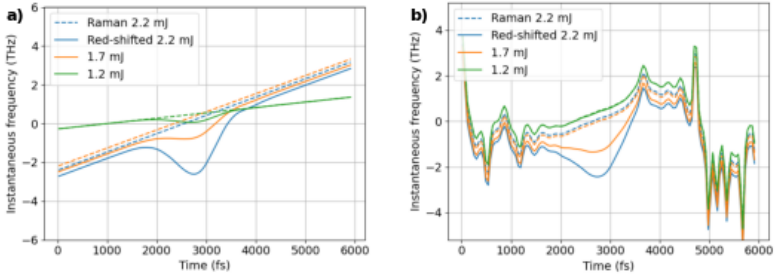 a)
Instantaneous frequency (THz)
6
4
2
0
−2
−4
−6
Raman 2.2 mJ
Red-shifted 2.2 mJ
1.7 mJ
1.2 mJ
0 1000 2000 3000 4000 5000 6000
Time (fs)
b)
Instantaneous frequency (THz)
4
2
0
−2
−4
Raman 2.2 mJ
Red-shifted 2.2 mJ
1.7 mJ
1.2 mJ
0 1000 2000 3000 4000 5000 6000
Time (fs)